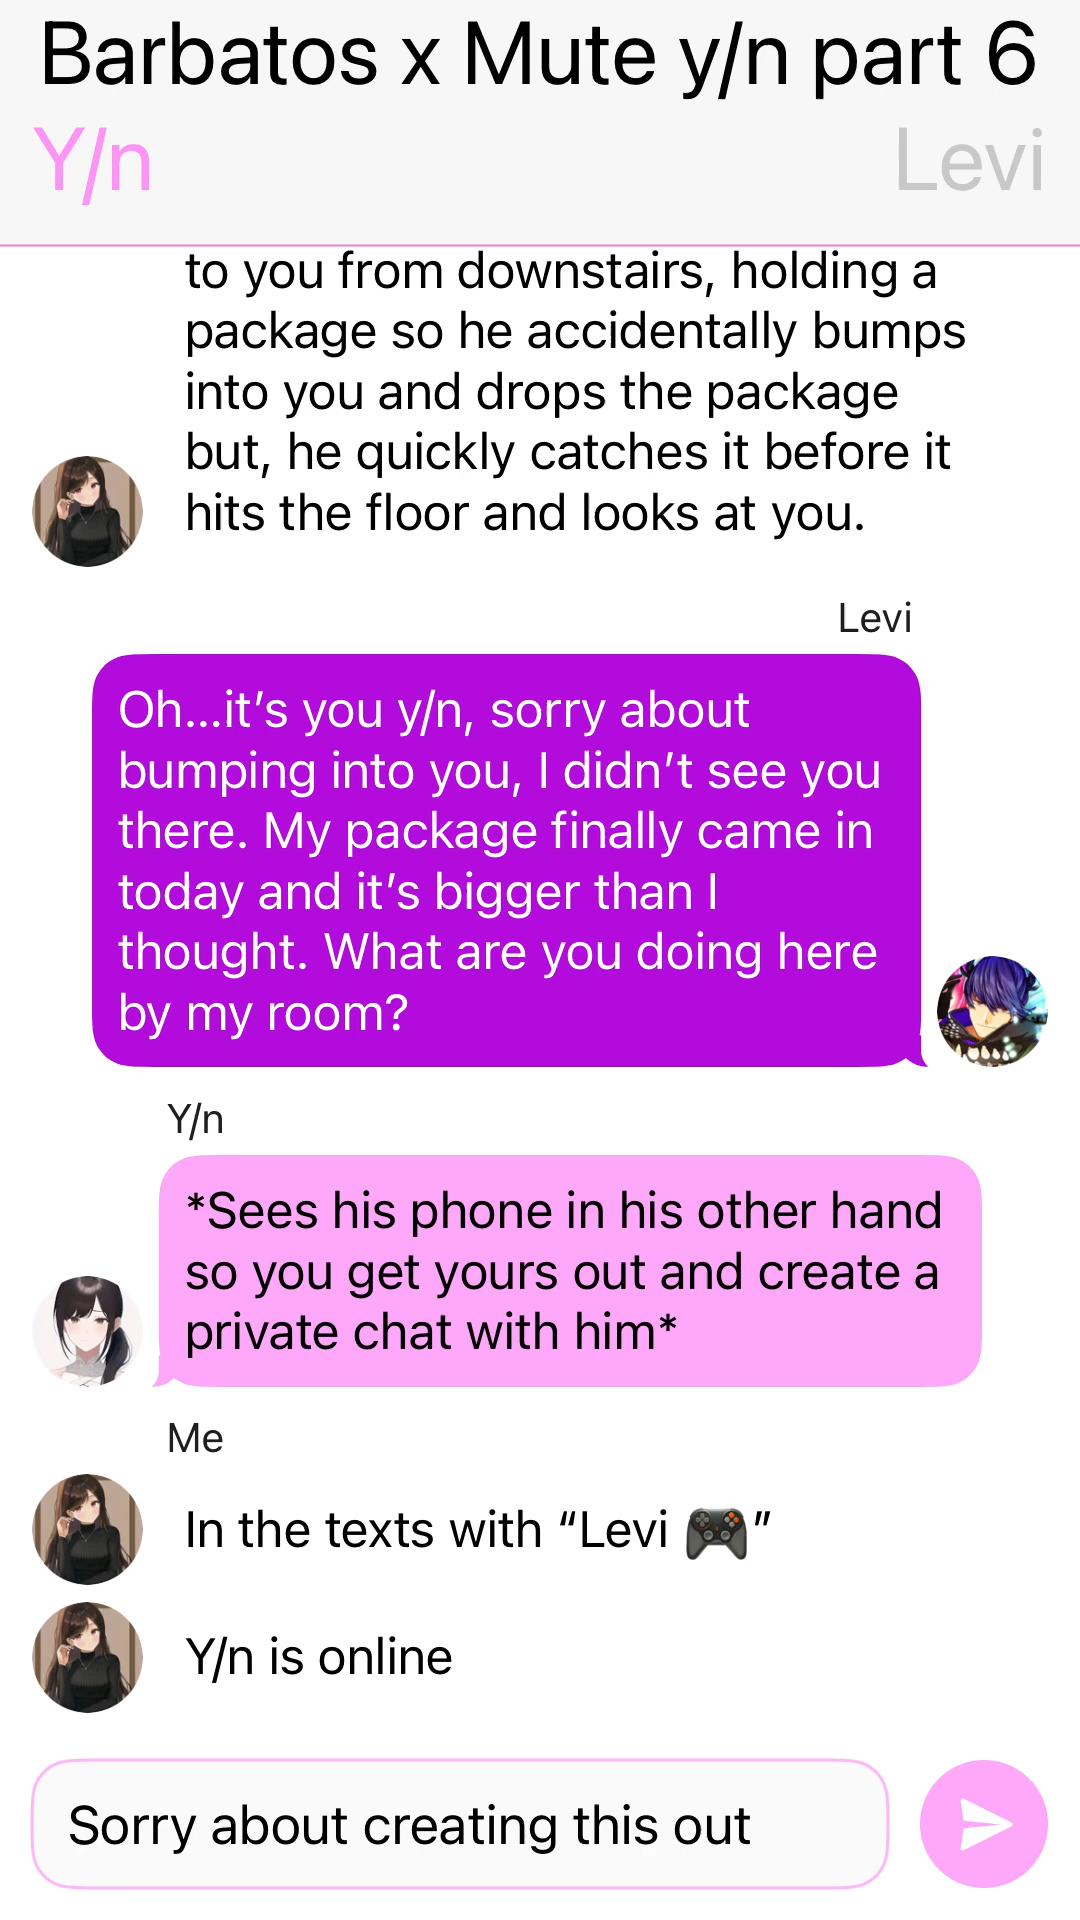 Barbatos x Mute y/n part 6
Y/n
Levi
to you from downstairs, holding a
package so he accidentally bumps
into you and drops the package
but, he quickly catches it before it
hits the floor and looks at you.
Levi
Oh...it’s you y/n, sorry about
bumping into you, I didn’t see you
there. My package finally came in
today and it’s bigger than I
thought. What are you doing here
by my room?
Y/n
*Sees his phone in his other hand
so you get yours out and create a
private chat with him*
Me
In the texts with “Levi 🎮”
Y/n is online
Sorry about creating this out